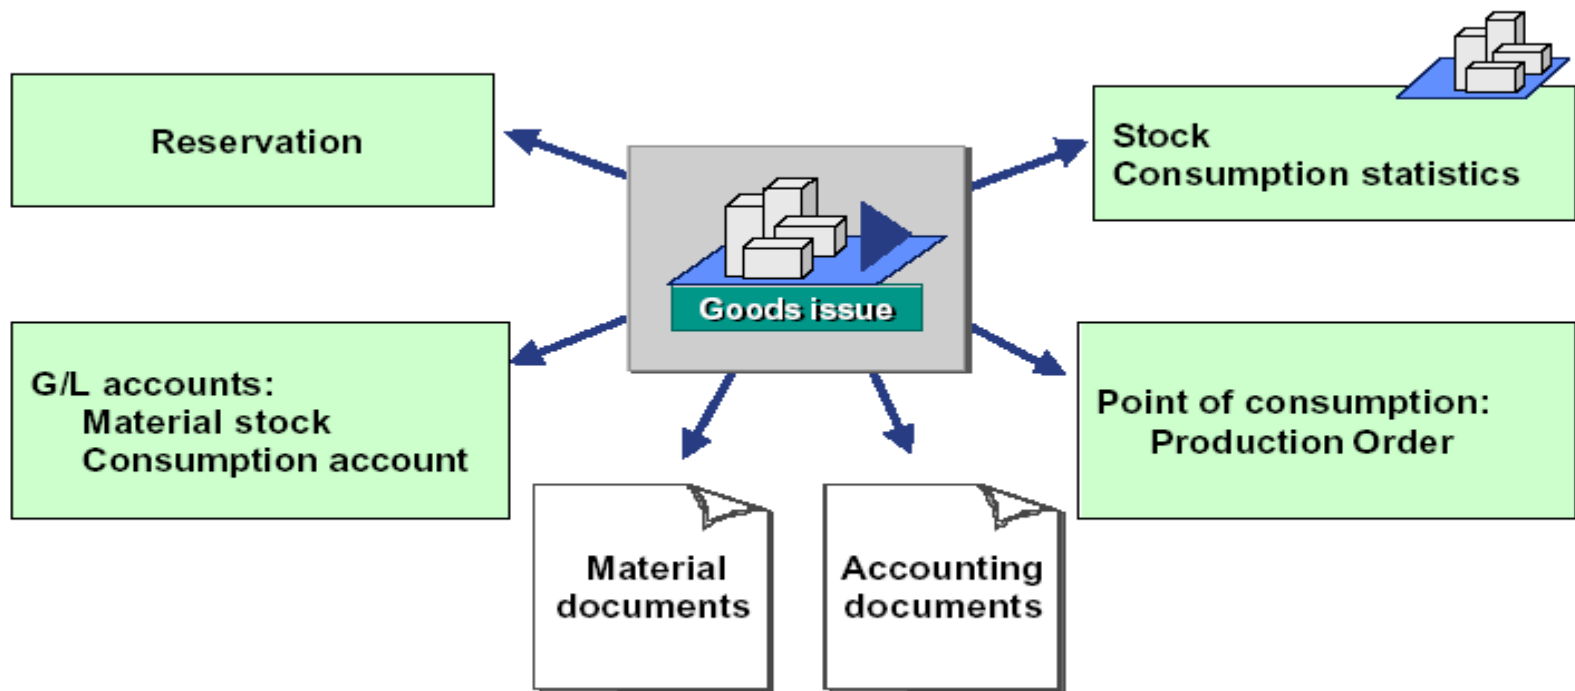 Reservation
Stock
Consumption statistics
Goods issue
G/L accounts:
Material stock
Consumption account
Point of consumption:
Production Order
Material
documents
Accounting
documents